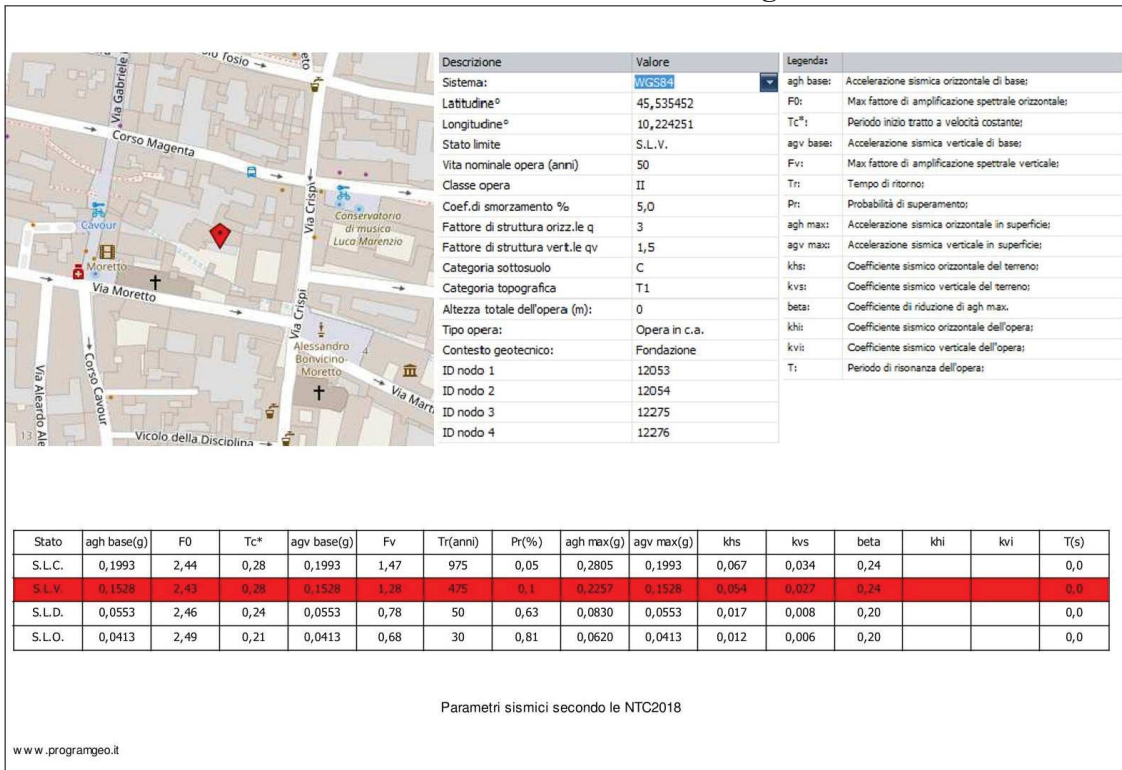 Via Gabriele
Corso Magenta
Via Crispi
Cavour
Conservatorio
di musica
Luca Marenzio
Moretto
Via Moretto
Via Crispi
Alessandro
Bonvicino-
Moretto
4
Corso Cavour
Via Aleardo Ale
Via Mart
13
Vicolo della Disciplina
Descrizione Valore
Sistema: WGS84
Latitudine° 45,535452
Longitudine° 10,224251
Stato limite S.L.V.
Vita nominale opera (anni) 50
Classe opera II
Coef.di smorzamento % 5,0
Fattore di struttura orizz.le q 3
Fattore di struttura vert.le qv 1,5
Categoria sottosuolo C
Categoria topografica T1
Altezza totale dell'opera (m): 0
Tipo opera: Opera in c.a.
Contesto geotecnico: Fondazione
ID nodo 1 12053
ID nodo 2 12054
ID nodo 3 12275
ID nodo 4 12276
Legenda:
agh base: Accelerazione sismica orizzontale di base;
F0: Max fattore di amplificazione spettrale orizzontale;
Tc*: Periodo inizio tratto a velocità costante;
agv base: Accelerazione sismica verticale di base;
Fv: Max fattore di amplificazione spettrale verticale;
Tr: Tempo di ritorno;
Pr: Probabilità di superamento;
agh max: Accelerazione sismica orizzontale in superficie;
agv max: Accelerazione sismica verticale in superficie;
khs: Coefficiente sismico orizzontale del terreno;
kvs: Coefficiente sismico verticale del terreno;
beta: Coefficiente di riduzione di agh max.
khi: Coefficiente sismico orizzontale dell'opera;
kvi: Coefficiente sismico verticale dell'opera;
T: Periodo di risonanza dell'opera;
Stato agh base(g) F0 Tc* agv base(g) Fv Tr(anni) Pr(%) agh max(g) agv max(g) khs kvs beta khi kvi T(s)
S.L.C. 0,1993 2,44 0,28 0,1993 1,47 975 0,05 0,2805 0,1993 0,067 0,034 0,24 0,0
S.L.V. 0,1528 2,43 0,28 0,1528 1,28 475 0,1 0,2257 0,1528 0,054 0,027 0,24 0,0
S.L.D. 0,0553 2,46 0,24 0,0553 0,78 50 0,63 0,0830 0,0553 0,017 0,008 0,20 0,0
S.L.O. 0,0413 2,49 0,21 0,0413 0,68 30 0,81 0,0620 0,0413 0,012 0,006 0,20 0,0
Parametri sismici secondo le NTC2018
www.programgeo.it